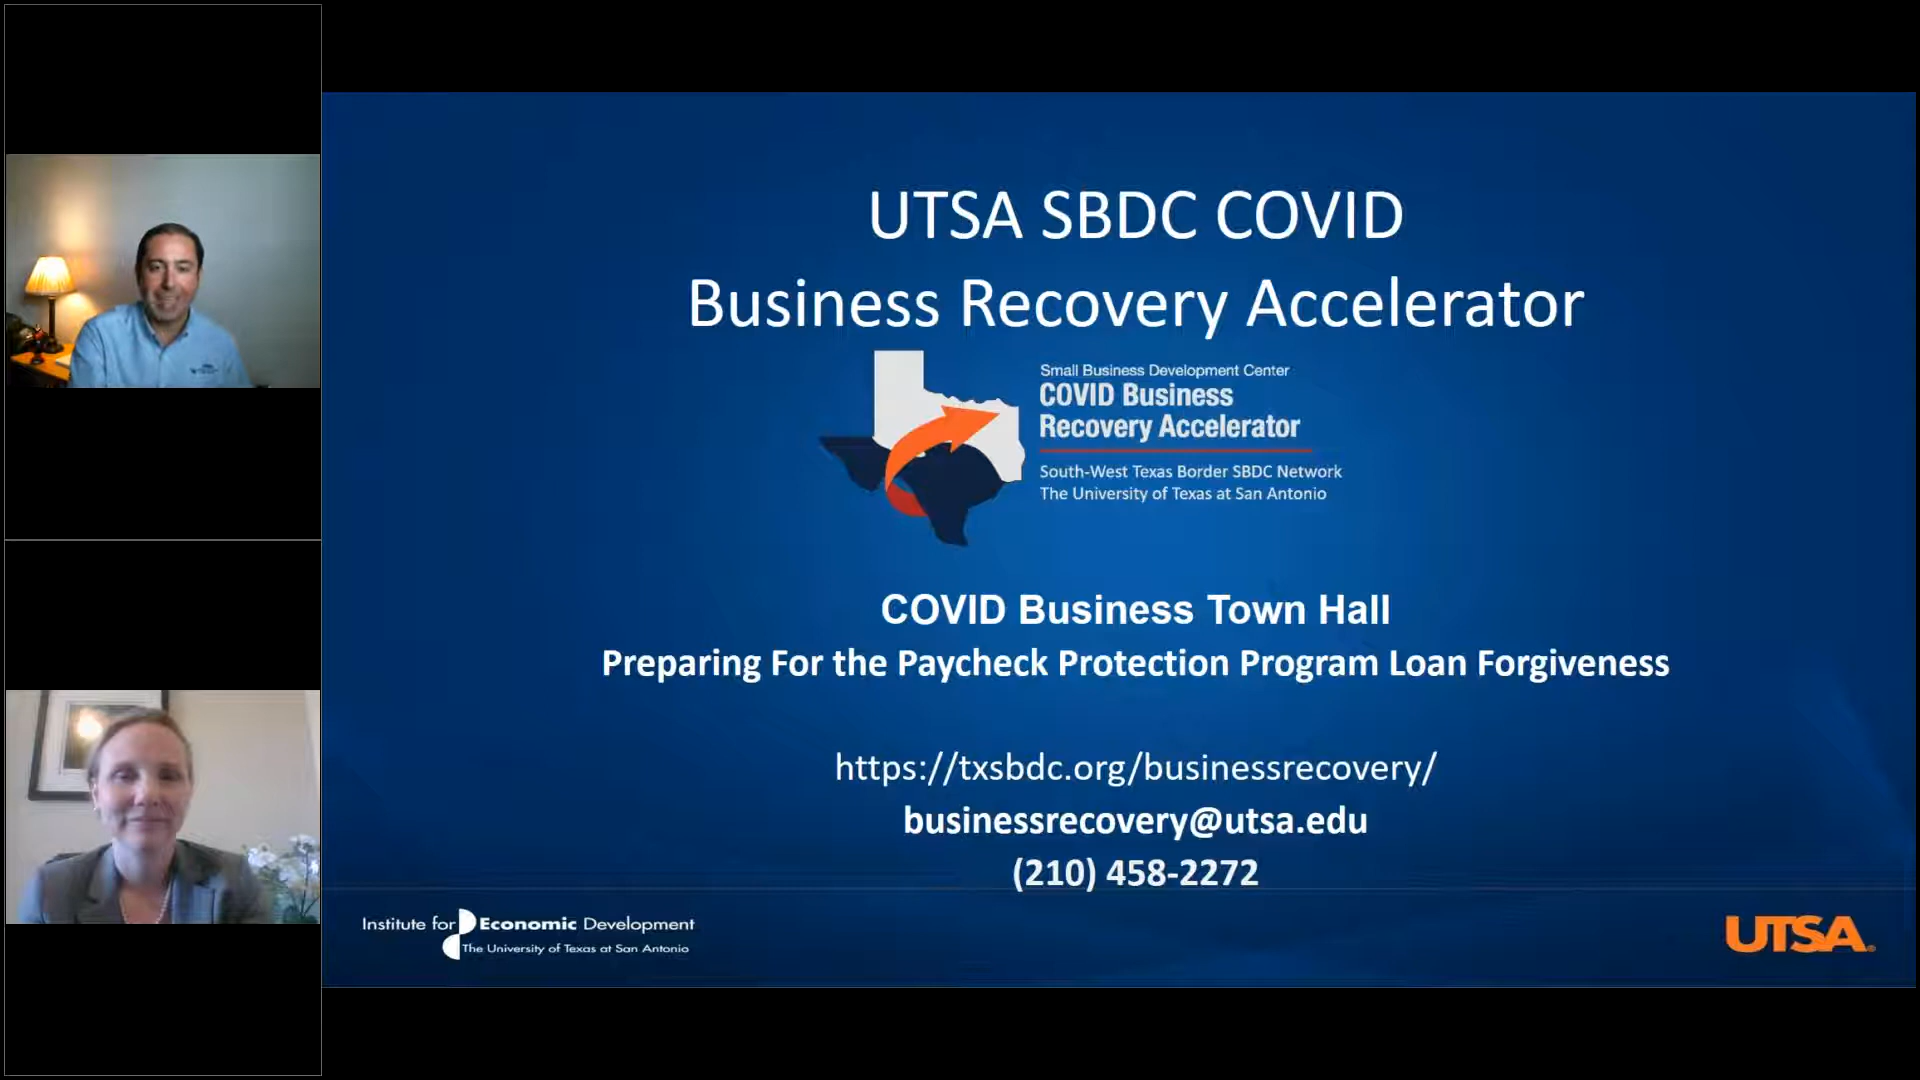 UTSA SBDC COVID
Business Recovery Accelerator
Small Business Development Center
COVID Business
Recovery Accelerator
South-West Texas Border SBDC Network
The University of Texas at San Antonio
COVID Business Town Hall
Preparing For the Paycheck Protection Program Loan Forgiveness
https://txsbdc.org/businessrecovery/
businessrecovery@utsa.edu
(210) 458-2272
Institute for Economic Development
The University of Texas at San Antonio
UTSA®